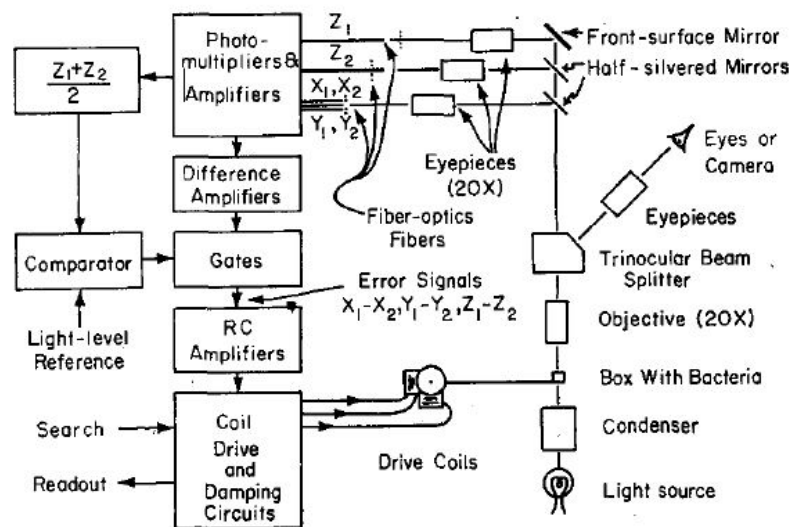 Z1
Z2
X1, X2
Y1, Y2
Photo-
multipliers &
Amplifiers
Z1+Z2
2
Front-surface Mirror
Half-silvered Mirrors
Eyepieces
(20X)
Eyes or
Camera
Eyepieces
Difference
Amplifiers
Fiber-optics
Fibers
Comparator
Gates
Trinocular Beam
Splitter
Error Signals
X1-X2, Y1-Y2, Z1-Z2
Light-level
Reference
RC
Amplifiers
Objective (20X)
Box With Bacteria
Search
Readout
Coil
Drive
and
Damping
Circuits
Drive Coils
Condenser
Light source